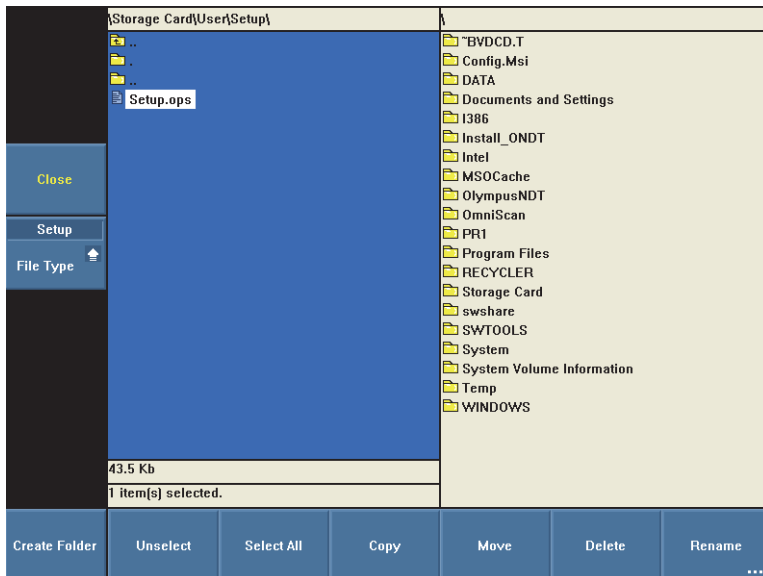 \Storage Card\User\Setup\
..
.
..
Setup.ops
43.5 Kb
1 item(s) selected.
\
~BVDCD.T
Config.Msi
DATA
Documents and Settings
I386
Install_ONDT
Intel
MSOCache
OlympusNDT
OmniScan
PR1
Program Files
RECYCLER
Storage Card
swshare
SWTOOLS
System
System Volume Information
Temp
WINDOWS
Close
Setup
File Type
Create Folder
Unselect
Select All
Copy
Move
Delete
Rename
...